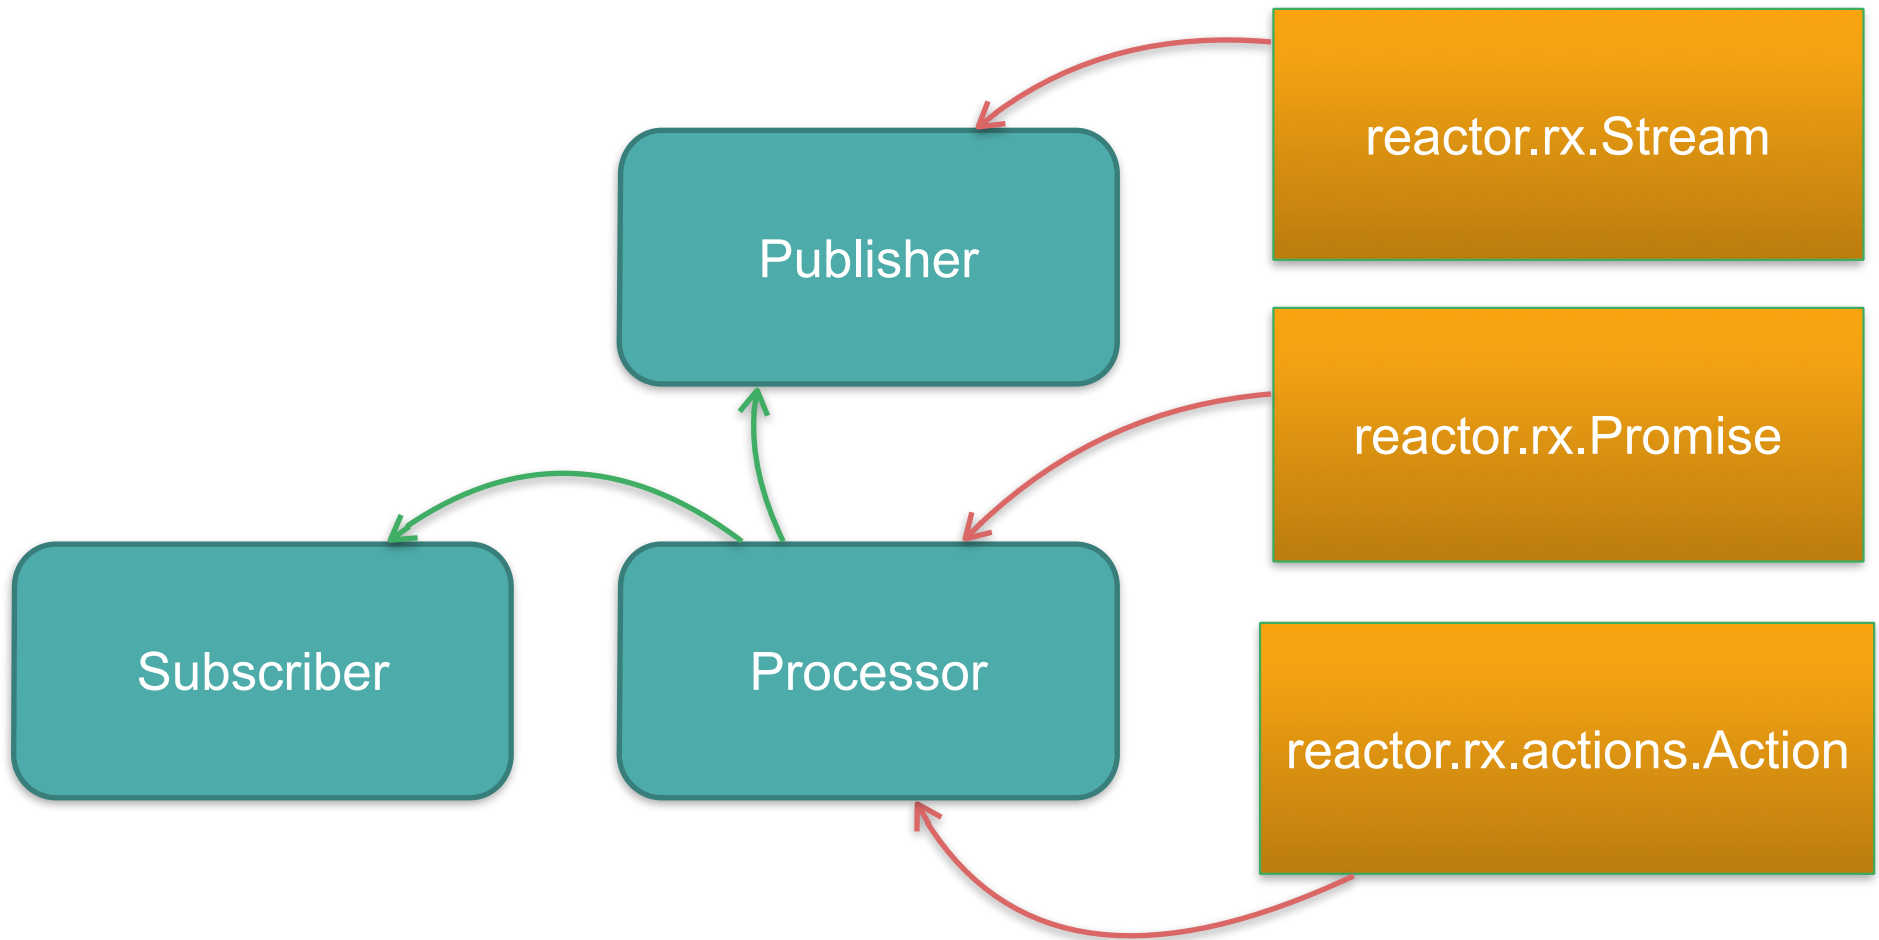 reactor.rx.Stream
Publisher
reactor.rx.Promise
Subscriber
Processor
reactor.rx.actions.Action